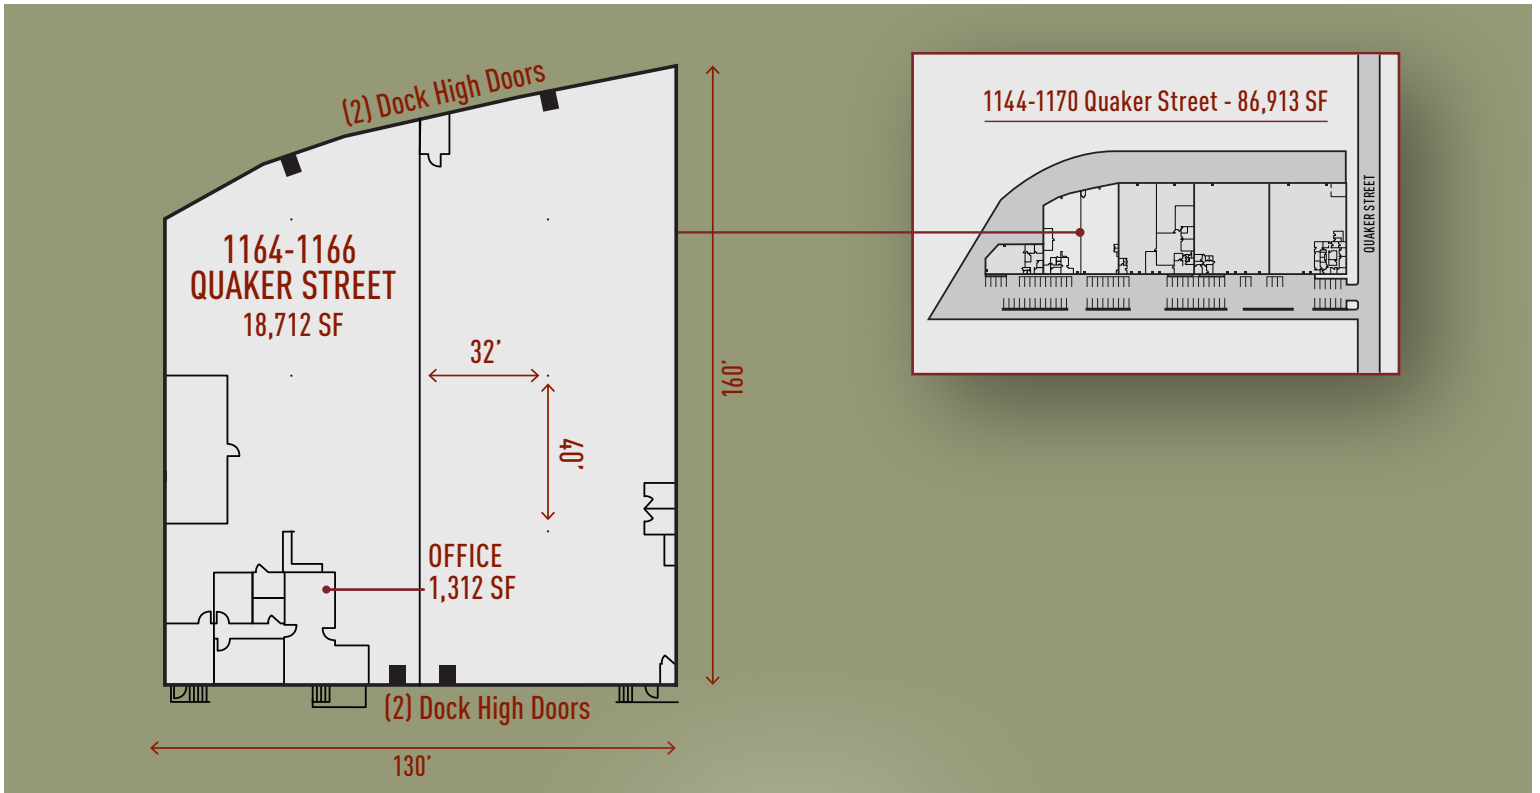 (2) Dock High Doors
1164-1166
QUAKER STREET
18,712 SF
32’
40’
160’
OFFICE
1,312 SF
(2) Dock High Doors
130’
1144-1170 Quaker Street - 86,913 SF
QUAKER STREET